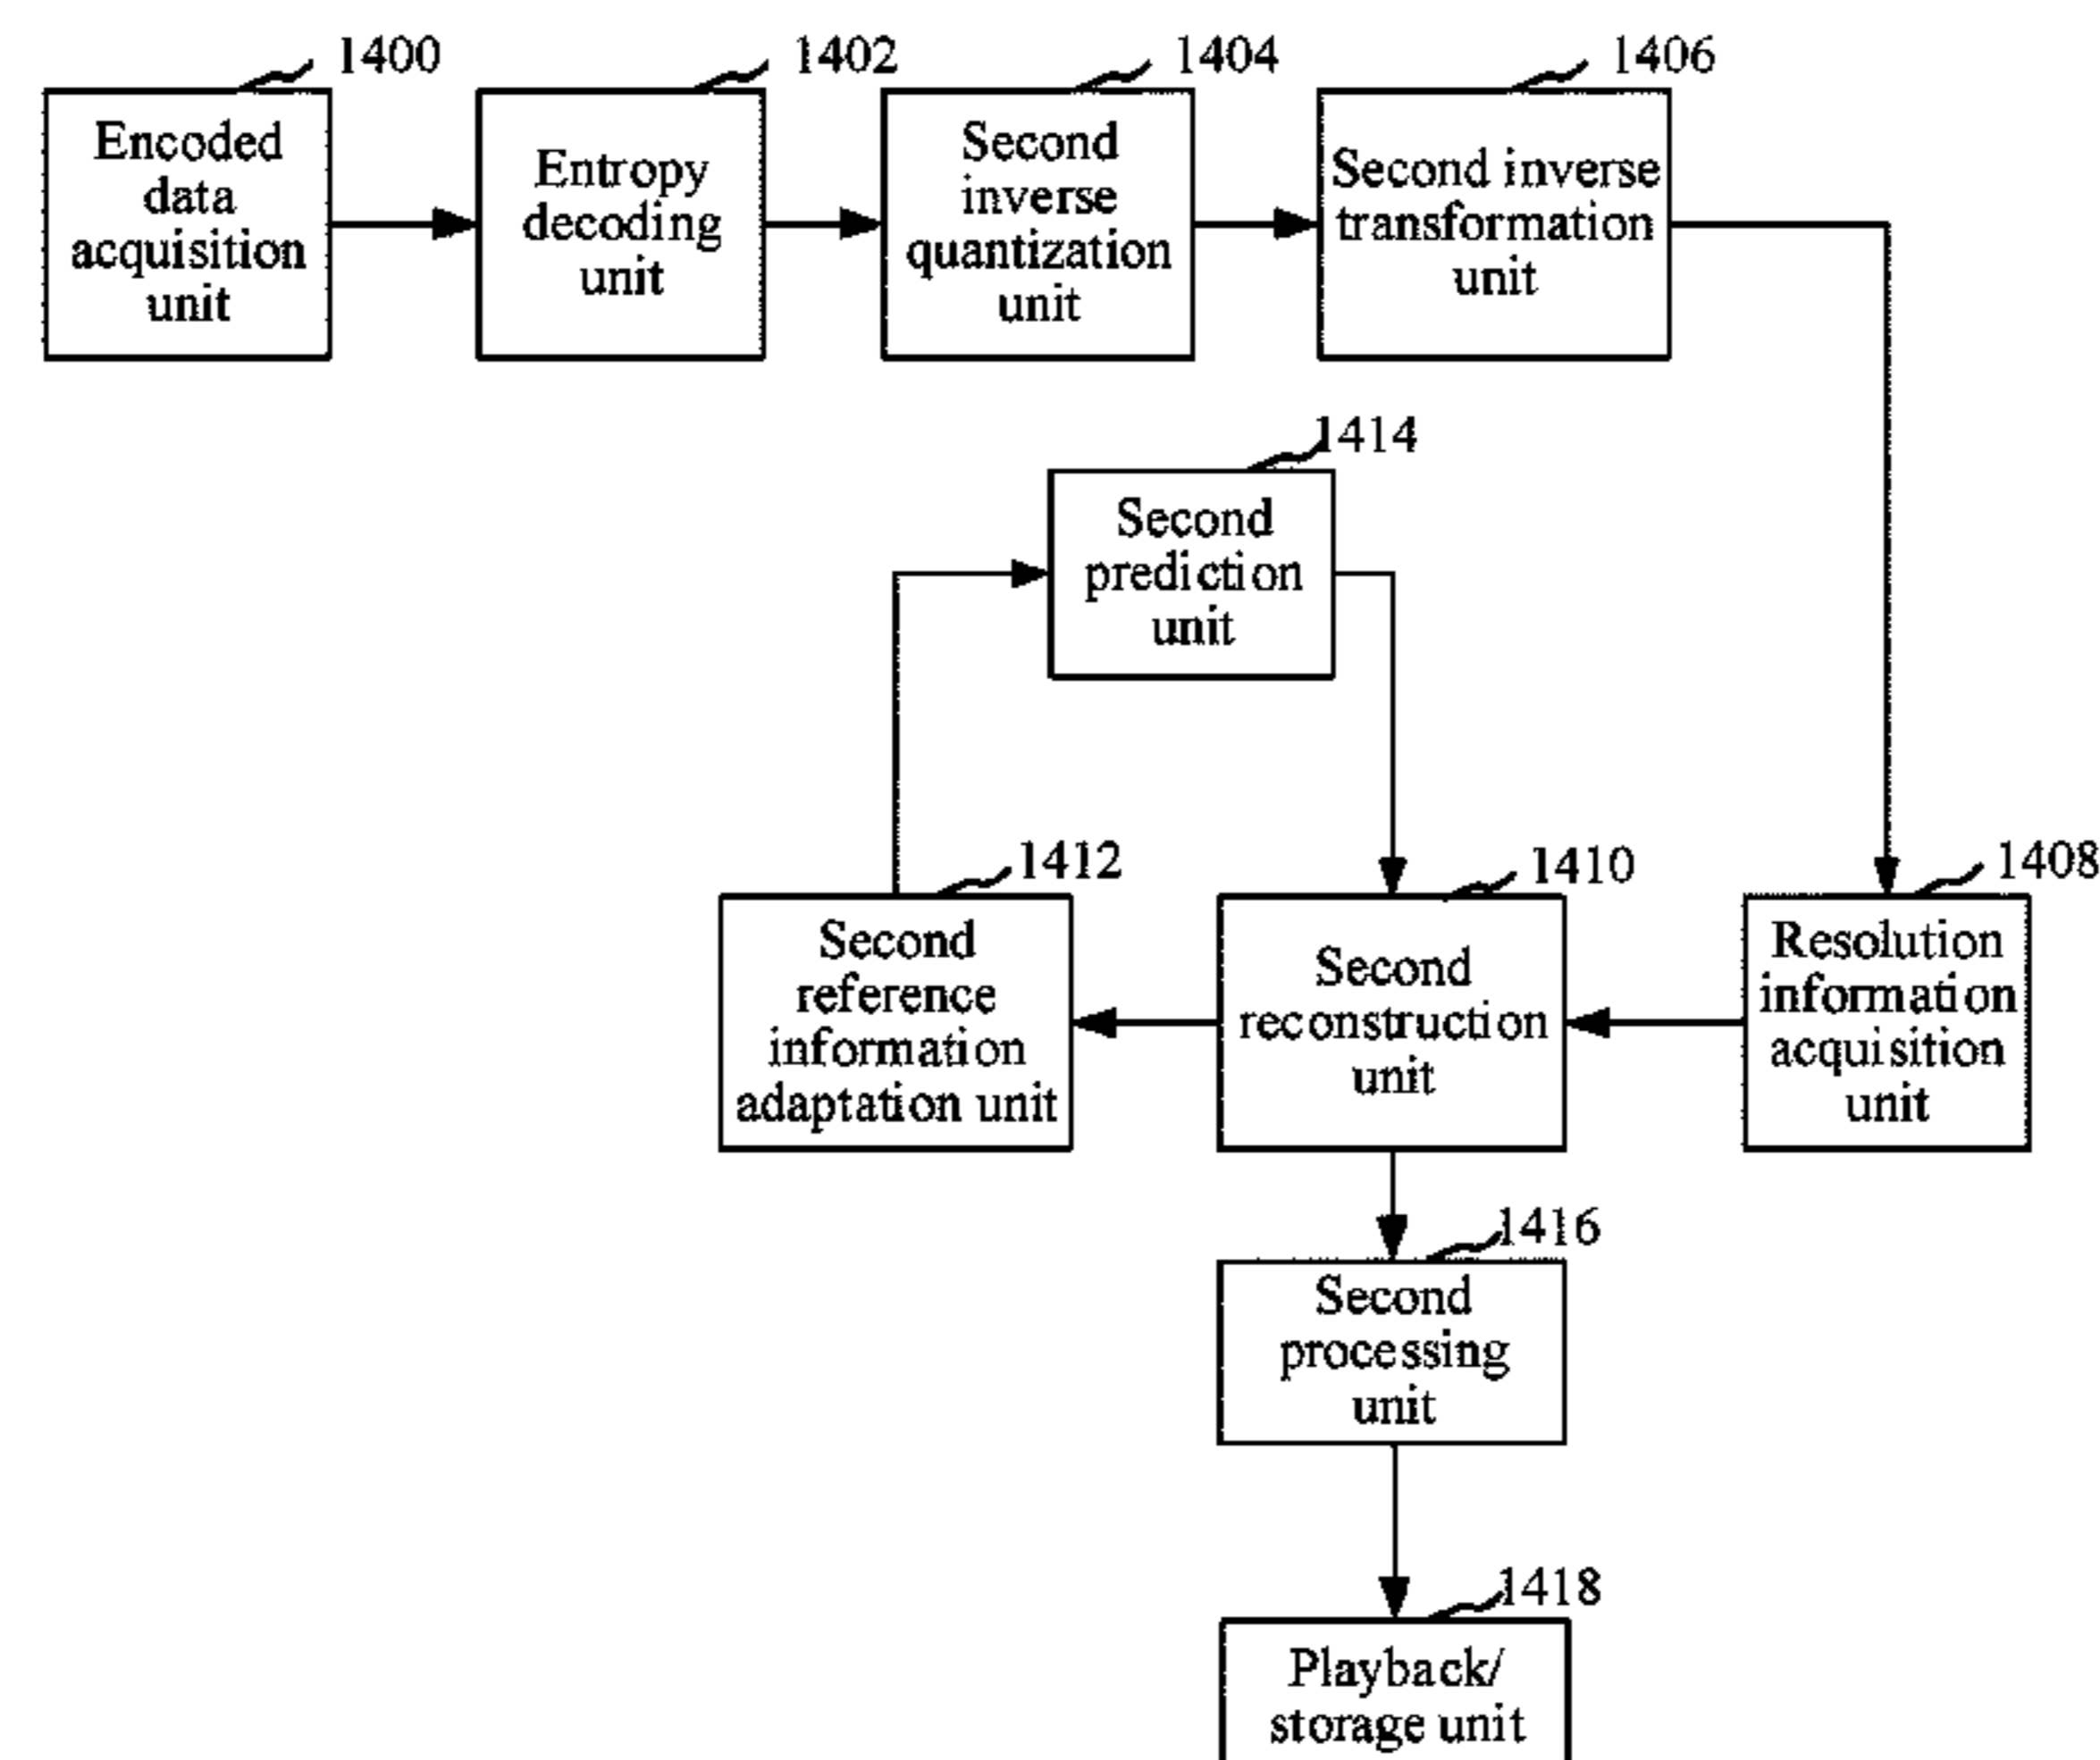 1400
1402
1404
1406
Encoded
data
acquisition
unit
Entropy
decoding
unit
Second
inverse
quantization
unit
Second inverse
transformation
unit
1414
Second
prediction
unit
1412
1410
1408
Second
reference
information
adaptation unit
Second
reconstruction
unit
Resolution
information
acquisition
unit
1416
Second
processing
unit
1418
Playback/
storage unit